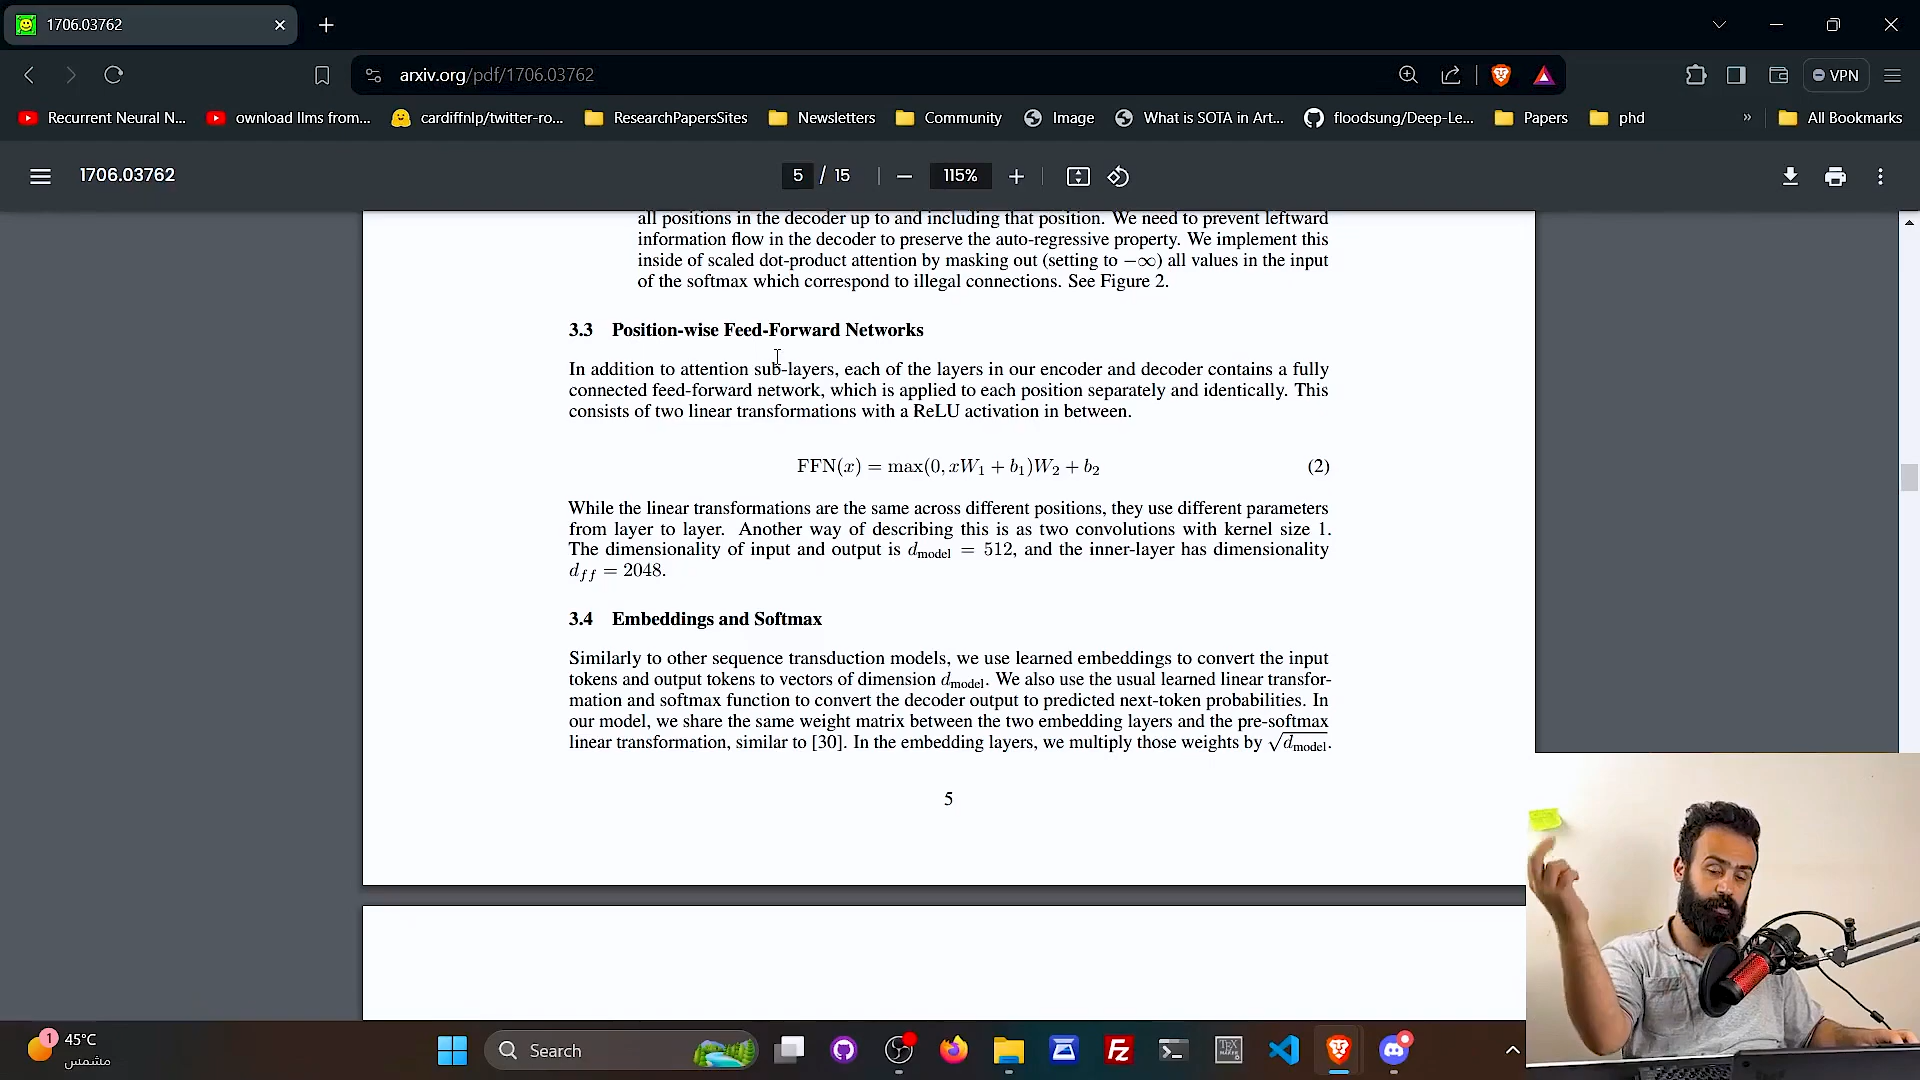 1706.03762
arxiv.org/pdf/1706.03762
VPN
Recurrent Neural N...
ownload llms from...
cardiffnlp/twitter-ro...
ResearchPapersSites
Newsletters
Community
Image
What is SOTA in Art...
floodsung/Deep-Le...
Papers
phd
»
All Bookmarks
1706.03762
5 / 15
115%
all positions in the decoder up to and including that position. We need to prevent leftward
information flow in the decoder to preserve the auto-regressive property. We implement this
inside of scaled dot-product attention by masking out (setting to −∞) all values in the input
of the softmax which correspond to illegal connections. See Figure 2.
3.3 Position-wise Feed-Forward Networks
In addition to attention sub-layers, each of the layers in our encoder and decoder contains a fully
connected feed-forward network, which is applied to each position separately and identically. This
consists of two linear transformations with a ReLU activation in between.
FFN(x) = max(0, xW₁ + b₁)W₂ + b₂ (2)
While the linear transformations are the same across different positions, they use different parameters
from layer to layer. Another way of describing this is as two convolutions with kernel size 1.
The dimensionality of input and output is d_model = 512, and the inner-layer has dimensionality
d_ff = 2048.
3.4 Embeddings and Softmax
Similarly to other sequence transduction models, we use learned embeddings to convert the input
tokens and output tokens to vectors of dimension d_model. We also use the usual learned linear transfor-
mation and softmax function to convert the decoder output to predicted next-token probabilities. In
our model, we share the same weight matrix between the two embedding layers and the pre-softmax
linear transformation, similar to [30]. In the embedding layers, we multiply those weights by √d_model.
5
1
45°C
مشمس
Search
Fz